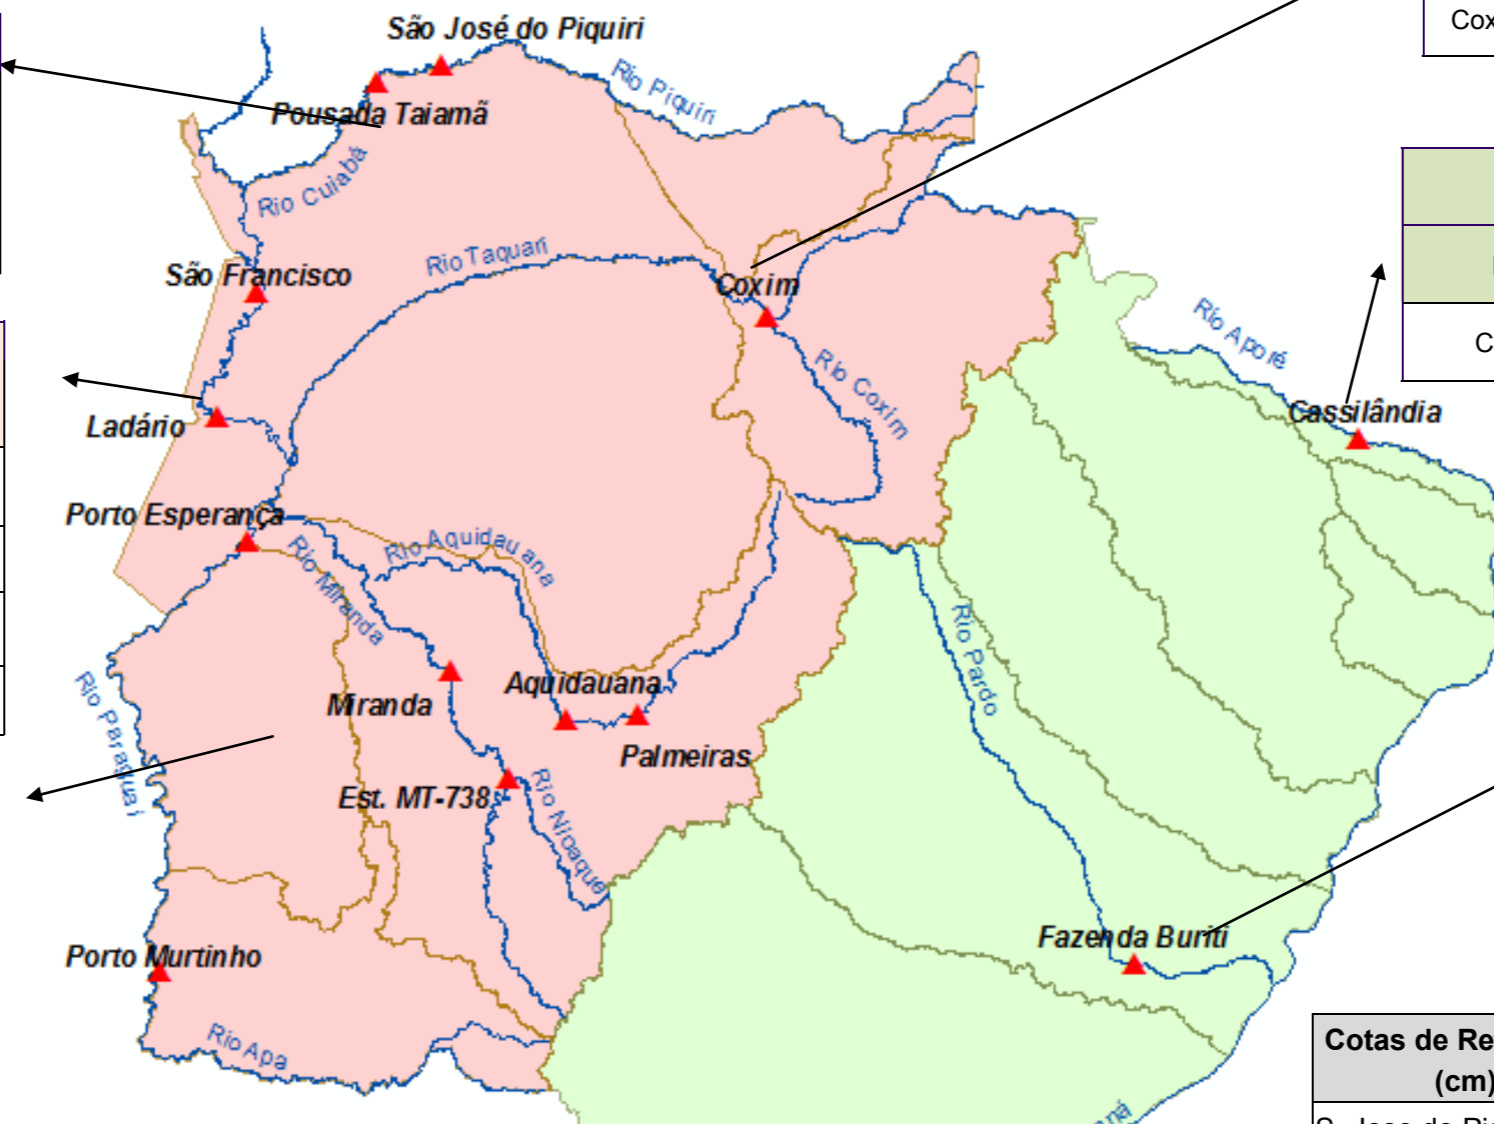 São José do Piquiri
Cox
Rio Piquiri
Pousada Taiamã
Rio Cuiabá
Rio Taquari
São Francisco
Coxim
Rio Aporé
Rio Coxim
Cassilândia
Ladário
Porto Esperança
Rio Aquidauana
Rio Miranda
Rio Pardo
Aquidauana
Rio Paraguai
Miranda
Palmeiras
Est. MT-738
Rio Nioaque
Fazenda Buriti
Porto Murtinho
Rio Apa
Cotas de Re
(cm)